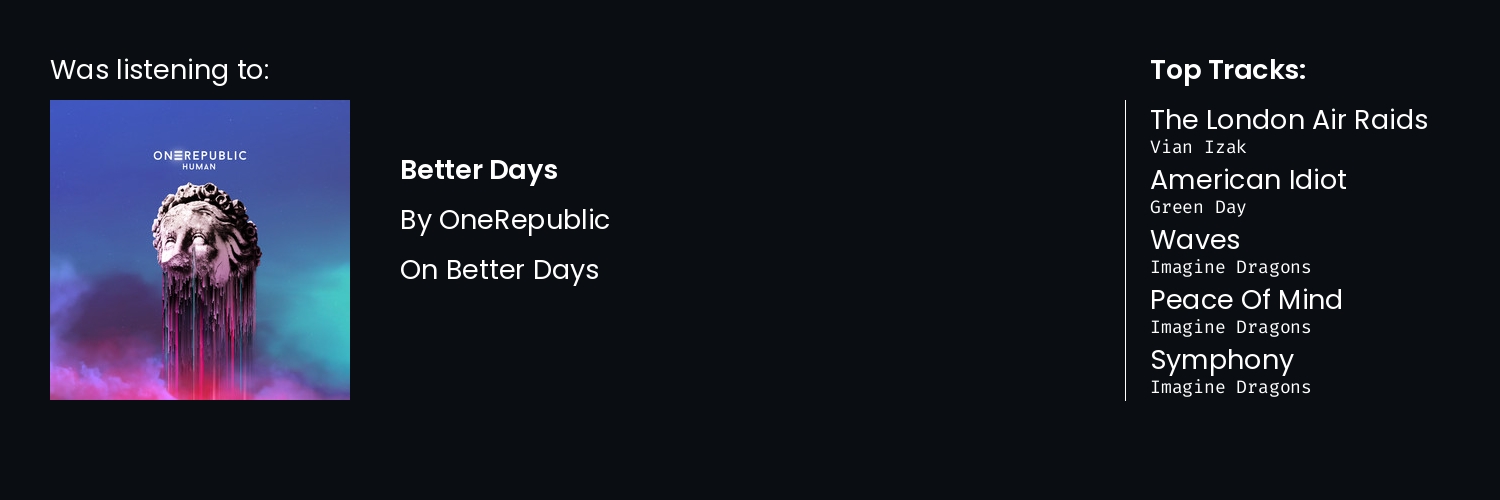 Was listening to:
ONEREPUBLIC
HUMAN
Better Days
By OneRepublic
On Better Days
Top Tracks:
The London Air Raids
Vian Izak
American Idiot
Green Day
Waves
Imagine Dragons
Peace Of Mind
Imagine Dragons
Symphony
Imagine Dragons